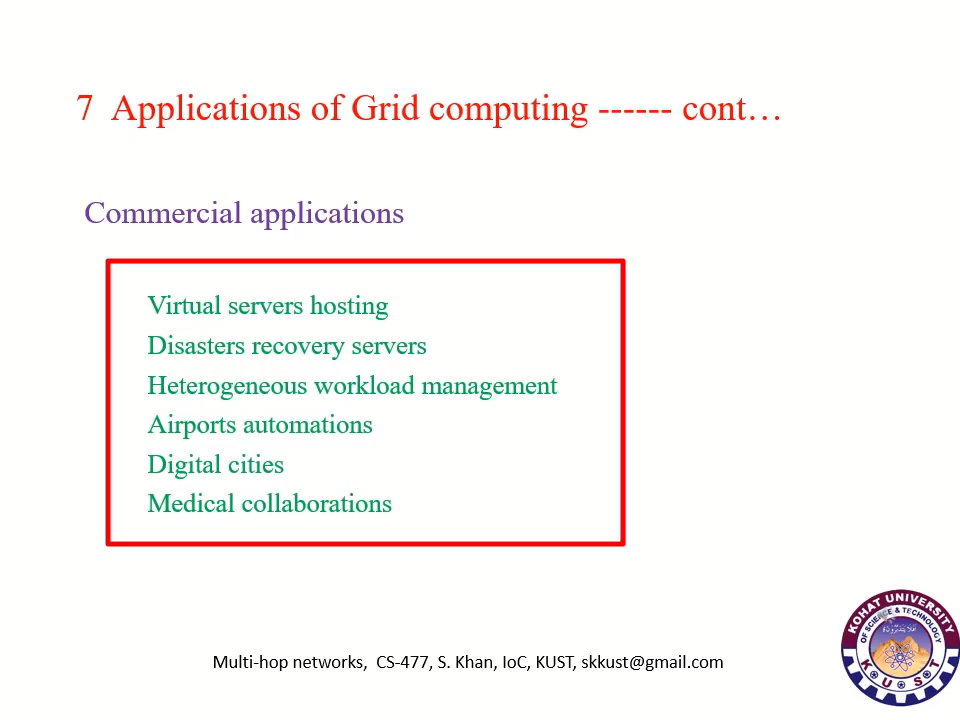 7 Applications of Grid computing ------ cont…
Commercial applications
Virtual servers hosting
Disasters recovery servers
Heterogeneous workload management
Airports automations
Digital cities
Medical collaborations
Multi-hop networks, CS-477, S. Khan, IoC, KUST, skkust@gmail.com
KOHAT UNIVERSITY
OF SCIENCE & TECHNOLOGY
K U S T